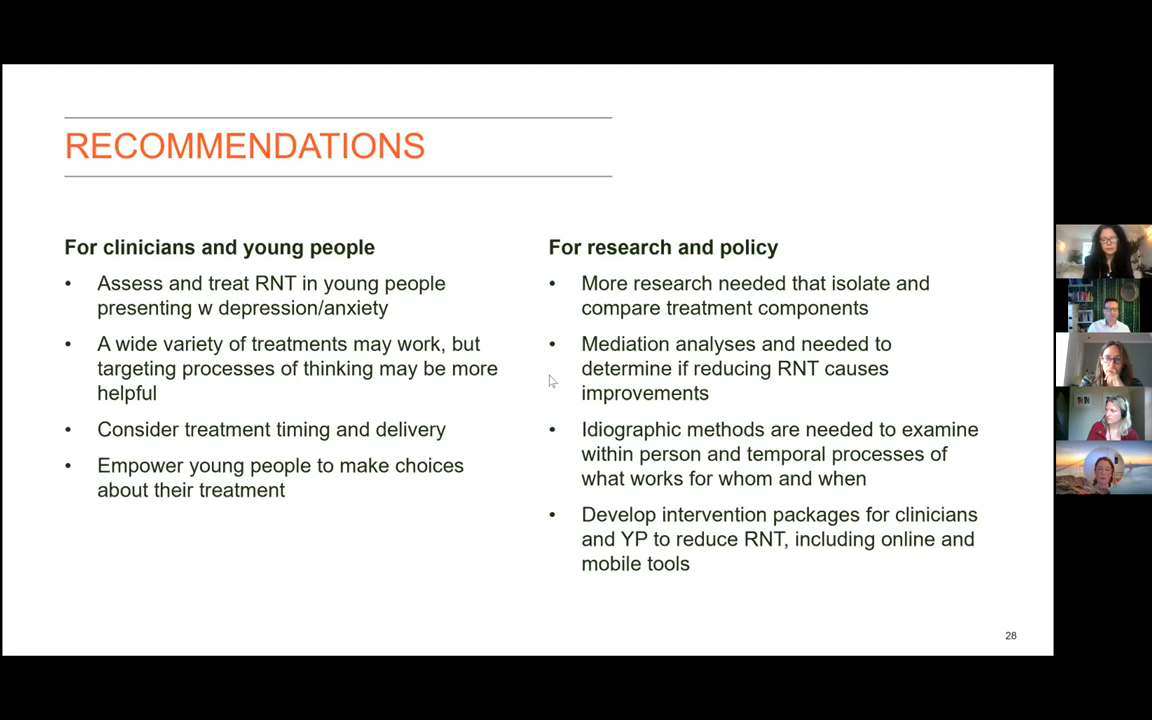 RECOMMENDATIONS
For clinicians and young people
• Assess and treat RNT in young people
presenting w depression/anxiety
• A wide variety of treatments may work, but
targeting processes of thinking may be more
helpful
• Consider treatment timing and delivery
• Empower young people to make choices
about their treatment
For research and policy
• More research needed that isolate and
compare treatment components
• Mediation analyses and needed to
determine if reducing RNT causes
improvements
• Idiographic methods are needed to examine
within person and temporal processes of
what works for whom and when
• Develop intervention packages for clinicians
and YP to reduce RNT, including online and
mobile tools
28